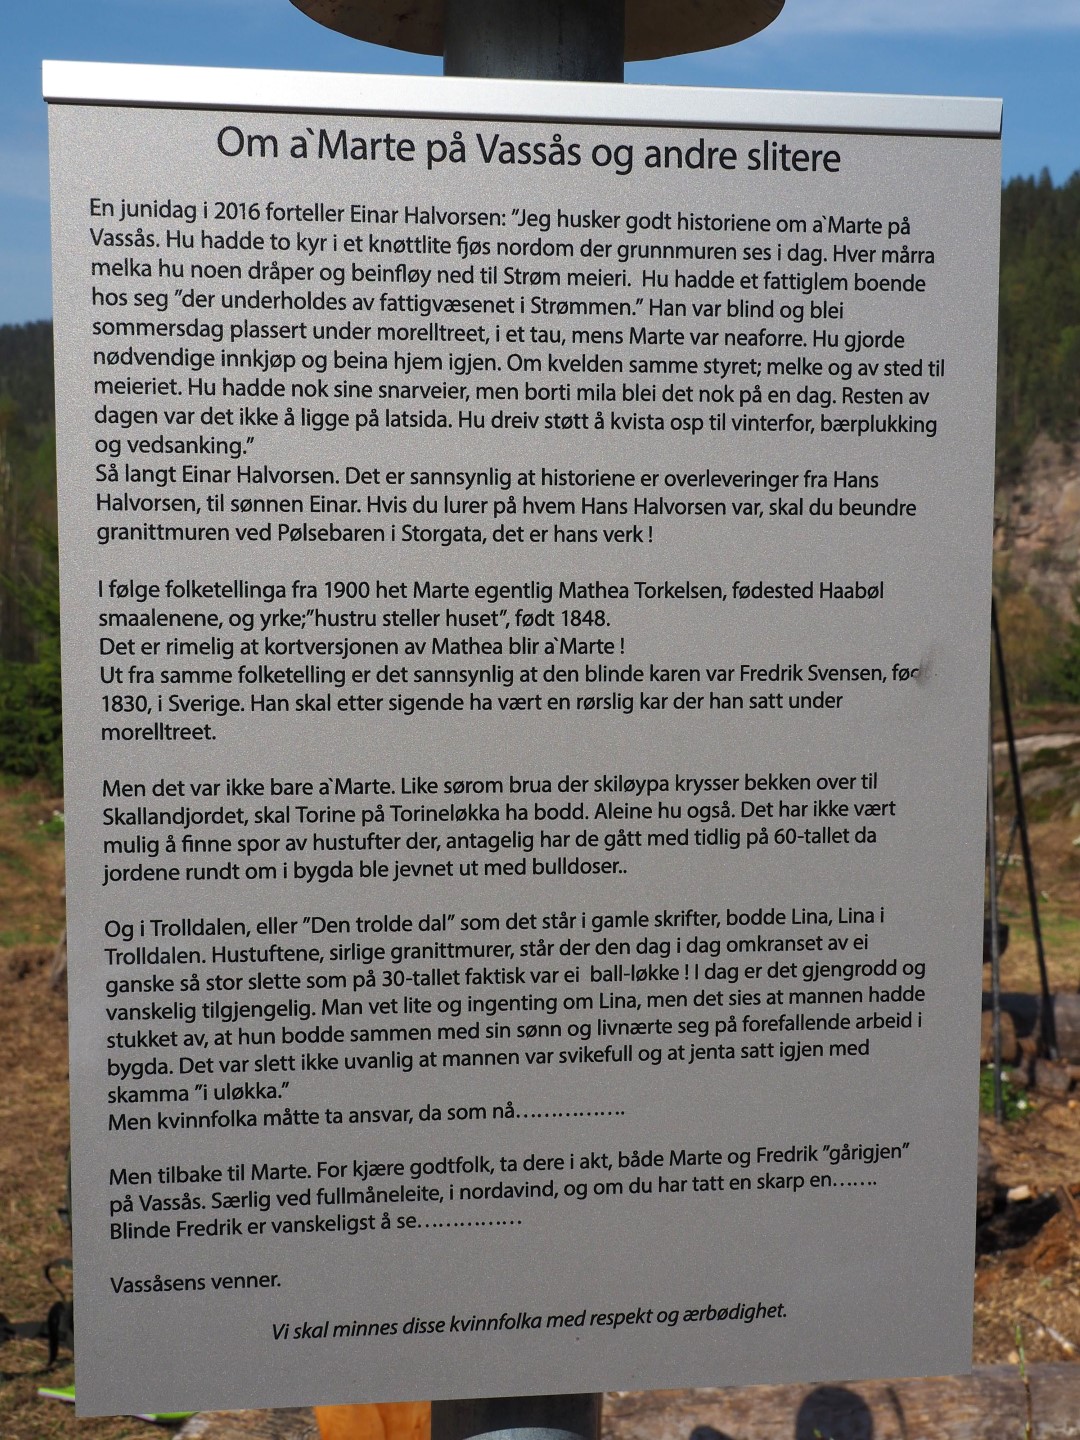 Om a`Marte på Vassås og andre slitere
En junidag i 2016 forteller Einar Halvorsen: ”Jeg husker godt historiene om a`Marte på
Vassås. Hu hadde to kyr i et knøttlite fjøs nordom der grunnmuren ses i dag. Hver mårra
melka hu noen dråper og beinfløy ned til Strøm meieri.  Hu hadde et fattiglem boende
hos seg ”der underholdes av fattigvæsenet i Strømmen.” Han var blind og blei
sommersdag plassert under morelltreet, i et tau, mens Marte var neaforre. Hu gjorde
nødvendige innkjøp og beina hjem igjen. Om kvelden samme styret; melke og av sted til
meieriet. Hu hadde nok sine snarveier, men borti mila blei det nok på en dag. Resten av
dagen var det ikke å ligge på latsida. Hu dreiv støtt å kvista osp til vinterfor, bærplukking
og vedsanking.”
Så langt Einar Halvorsen. Det er sannsynlig at historiene er overleveringer fra Hans
Halvorsen, til sønnen Einar. Hvis du lurer på hvem Hans Halvorsen var, skal du beundre
granittmuren ved Pølsebaren i Storgata, det er hans verk !
I følge folketellinga fra 1900 het Marte egentlig Mathea Torkelsen, fødested Haabøl
smaalenene, og yrke;”hustru steller huset”, født 1848.
Det er rimelig at kortversjonen av Mathea blir a`Marte !
Ut fra samme folketelling er det sannsynlig at den blinde karen var Fredrik Svensen, født
1830, i Sverige. Han skal etter sigende ha vært en rørslig kar der han satt under
morelltreet.
Men det var ikke bare a`Marte. Like sørom brua der skiløypa krysser bekken over til
Skallandjordet, skal Torine på Torineløkka ha bodd. Aleine hu også. Det har ikke vært
mulig å finne spor av hustufter der, antagelig har de gått med tidlig på 60-tallet da
jordene rundt om i bygda ble jevnet ut med bulldoser..
Og i Trolldalen, eller ”Den trolde dal” som det står i gamle skrifter, bodde Lina, Lina i
Trolldalen. Hustuftene, sirlige granittmurer, står der den dag i dag omkranset av ei
ganske så stor slette som på 30-tallet faktisk var ei  ball-løkke ! I dag er det gjengrodd og
vanskelig tilgjengelig. Man vet lite og ingenting om Lina, men det sies at mannen hadde
stukket av, at hun bodde sammen med sin sønn og livnærte seg på forefallende arbeid i
bygda. Det var slett ikke uvanlig at mannen var svikefull og at jenta satt igjen med
skamma ”i uløkka.”
Men kvinnfolka måtte ta ansvar, da som nå................
Men tilbake til Marte. For kjære godtfolk, ta dere i akt, både Marte og Fredrik ”gårigjen”
på Vassås. Særlig ved fullmåneleite, i nordavind, og om du har tatt en skarp en.......
Blinde Fredrik er vanskeligst å se................
Vassåsens venner.
Vi skal minnes disse kvinnfolka med respekt og ærbødighet.